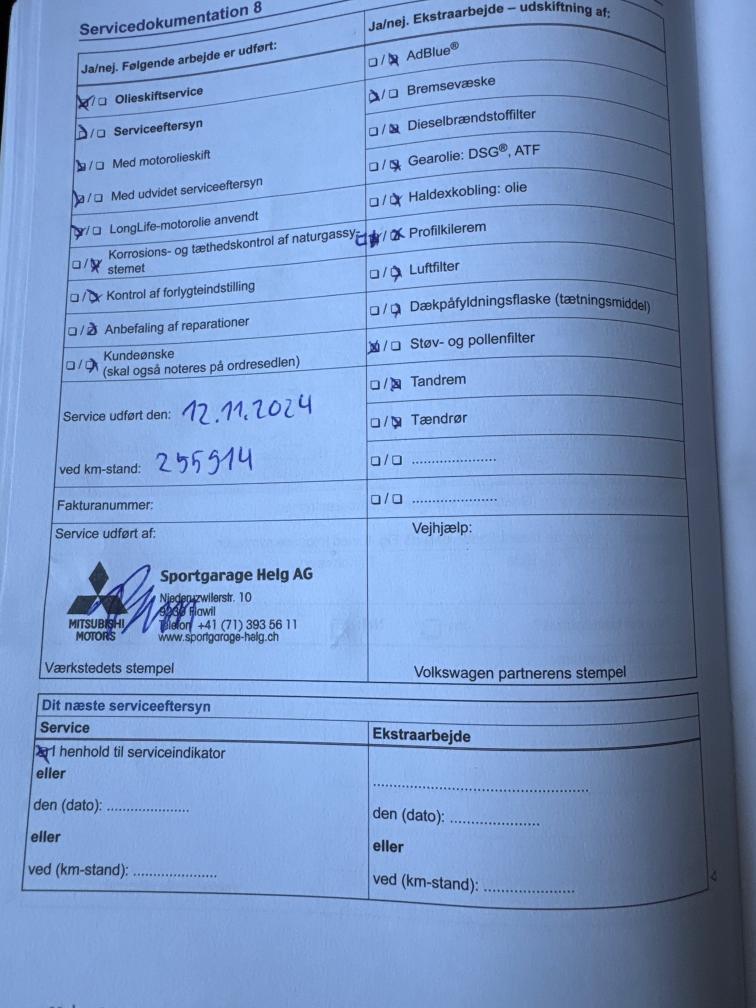 Servicedokumentation 8
Ja/nej. Følgende arbejde er udført:
☒/☐ Olieskiftservice
☒/☐ Serviceeftersyn
☒/☐ Med motorolieskift
☒/☐ Med udvidet serviceeftersyn
☒/☐ LongLife-motorolie anvendt
☐/☒ Korrosions- og tæthedskontrol af naturgassy-
stemet
☐/☒ Kontrol af forlygteindstilling
☐/☒ Anbefaling af reparationer
☐/☒ Kundeønske
(skal også noteres på ordresedlen)
Service udført den: 12.11.2024
ved km-stand: 255914
Fakturanummer:
Ja/nej. Ekstraarbejde – udskiftning af:
☐/☒ AdBlue®
☒/☐ Bremsevæske
☐/☒ Dieselbrændstoffilter
☐/☒ Gearolie: DSG®, ATF
☐/☒ Haldexkobling: olie
☒/☒ Profilkilerem
☐/☒ Luftfilter
☐/☒ Dækpåfyldningsflaske (tætningsmiddel)
☒/☐ Støv- og pollenfilter
☐/☒ Tandrem
☐/☒ Tændrør
☐/☐ ....................
☐/☐ ....................
Service udført af:
MITSUBISHI
MOTORS
Sportgarage Helg AG
Niederuzwilerstr. 10
9230 Flawil
Telefon +41 (71) 393 56 11
www.sportgarage-helg.ch
Værkstedets stempel
Vejhjælp:
Volkswagen partnerens stempel
Dit næste serviceeftersyn
Service
☒ I henhold til serviceindikator
eller
den (dato): ....................
eller
ved (km-stand): ....................
Ekstraarbejde
..................................................
den (dato): ....................
eller
ved (km-stand): ....................